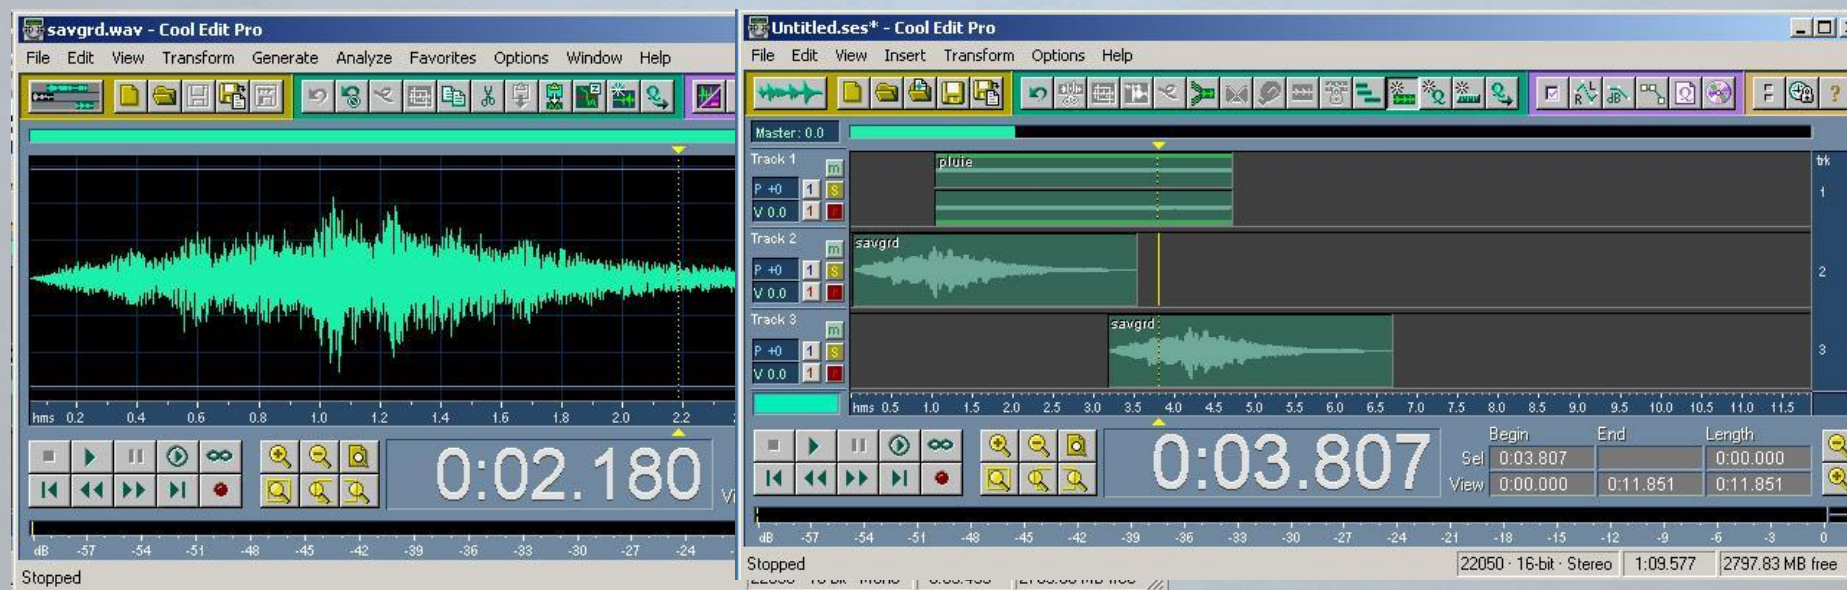 savgrd.wav - Cool Edit Pro
File Edit View Transform Generate Analyze Favorites Options Window Help
hms 0.2 0.4 0.6 0.8 1.0 1.2 1.4 1.6 1.8 2.0 2.2
0:02.180
dB -57 -54 -51 -48 -45 -42 -39 -36 -33 -30 -27 -24
Stopped
Untitled.ses* - Cool Edit Pro
File Edit View Insert Transform Options Help
Master: 0.0
Track 1 m pluie trk
P +0 1 S 1
V 0.0 1 r
Track 2 m savgrd
P +0 1 S 2
V 0.0 1 r
Track 3 m savgrd
P +0 1 S 3
V 0.0 1 r
hms 0.5 1.0 1.5 2.0 2.5 3.0 3.5 4.0 4.5 5.0 5.5 6.0 6.5 7.0 7.5 8.0 8.5 9.0 9.5 10.0 10.5 11.0 11.5
0:03.807
Begin End Length
Sel 0:03.807 0:00.000
View 0:00.000 0:11.851 0:11.851
dB -57 -54 -51 -48 -45 -42 -39 -36 -33 -30 -27 -24 -21 -18 -15 -12 -9 -6 -3 0
Stopped 22050 · 16-bit · Stereo 1:09.577 2797.83 MB free